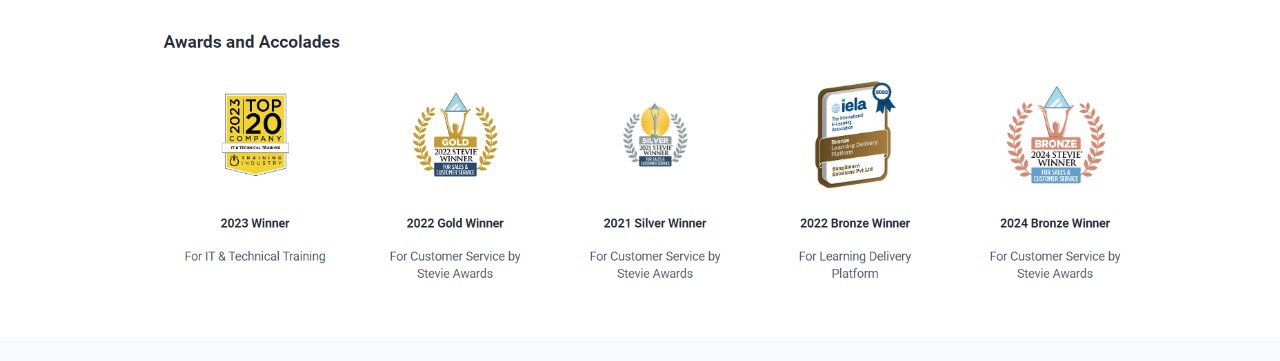 Awards and Accolades
2023
TOP
20
COMPANY
IT & TECHNICAL TRAINING
TRAINING
INDUSTRY
GOLD
2022 STEVIE®
WINNER
FOR SALES &
CUSTOMER SERVICE
SILVER
2021 STEVIE
WINNER
FOR SALES &
CUSTOMER SERVICE
2022
iela
The International
E-Learning
Association
Bronze
Learning Delivery
Platform
Simplilearn
Solutions Pvt Ltd
BRONZE
2024 STEVIE®
WINNER
FOR SALES &
CUSTOMER SERVICE
2023 Winner
2022 Gold Winner
2021 Silver Winner
2022 Bronze Winner
2024 Bronze Winner
For IT & Technical Training
For Customer Service by
Stevie Awards
For Customer Service by
Stevie Awards
For Learning Delivery
Platform
For Customer Service by
Stevie Awards